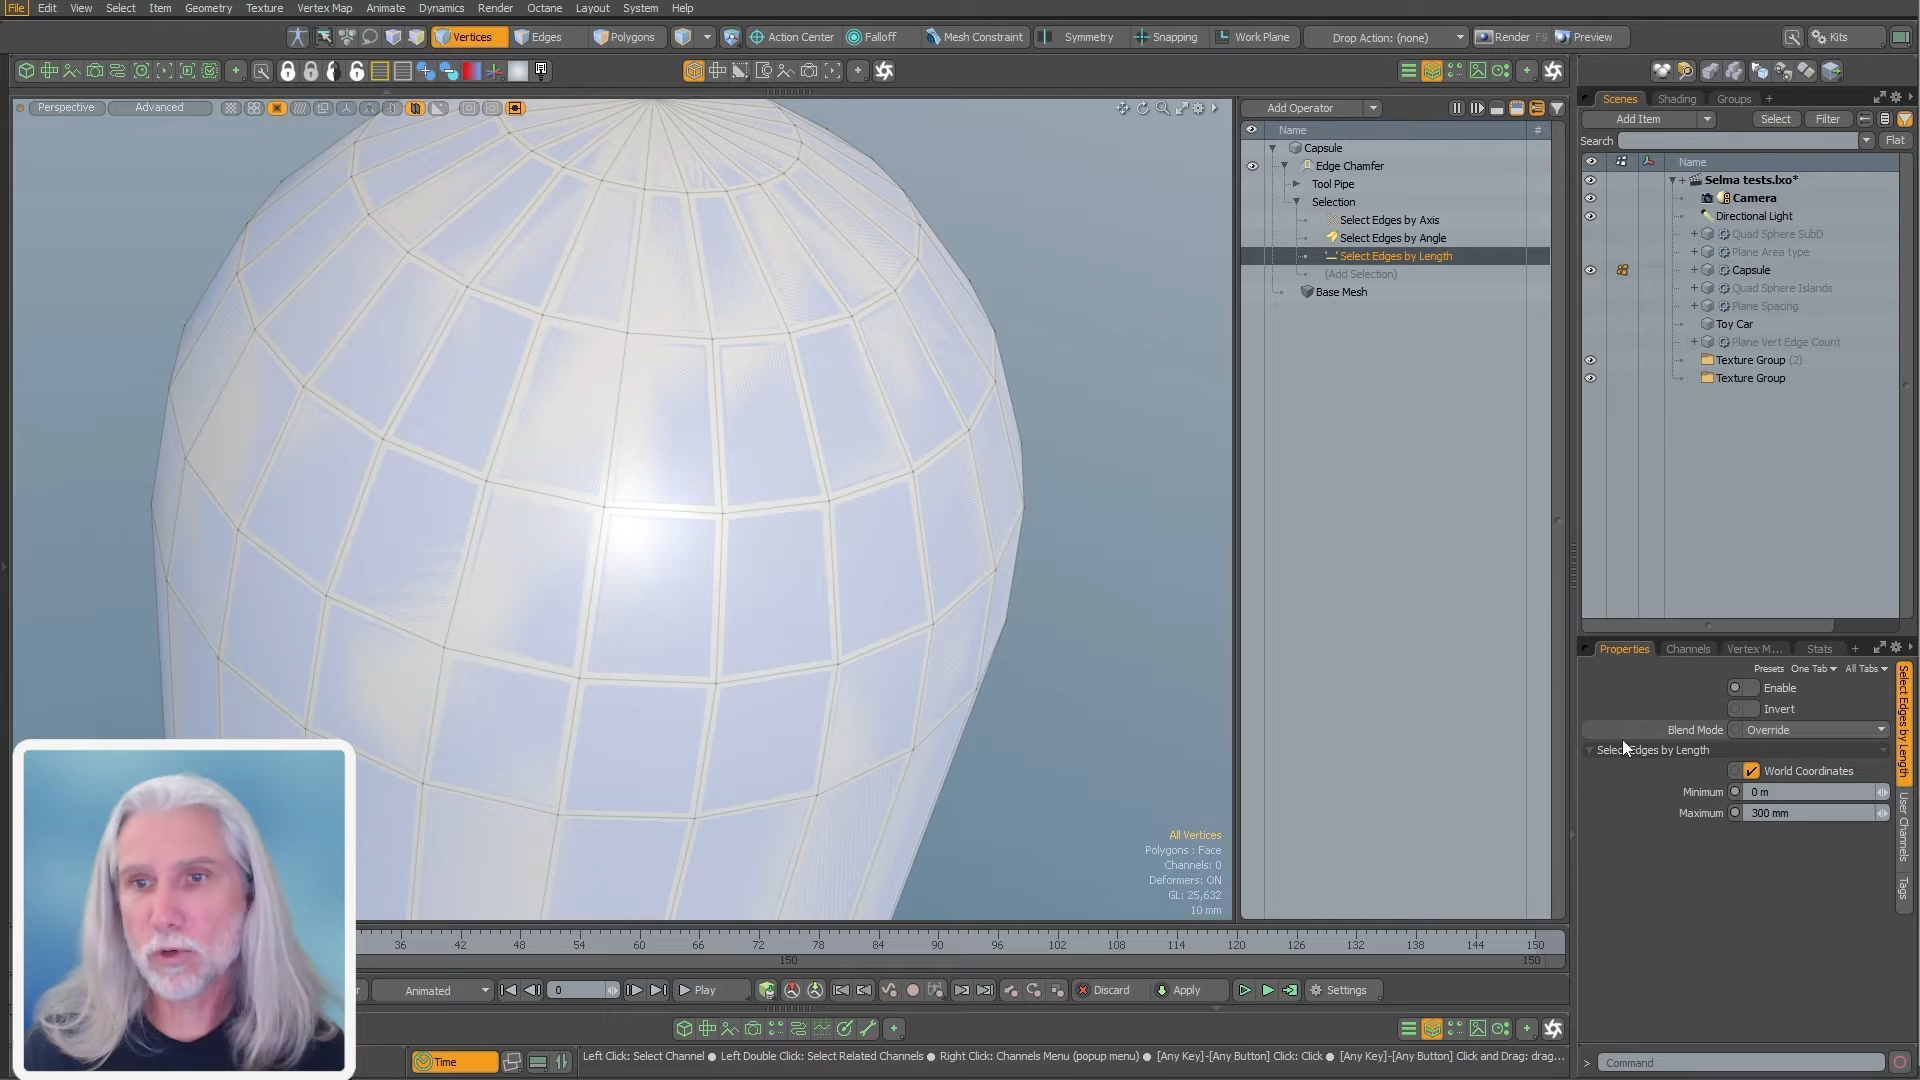 File Edit View Select Item Geometry Texture Vertex Map Animate Dynamics Render Octane Layout System Help
Vertices Edges Polygons Action Center Falloff Mesh Constraint Symmetry Snapping Work Plane Drop Action: (none) Render F9 Preview Kits
Perspective Advanced
Add Operator
Name #
Capsule
Edge Chamfer
Tool Pipe
Selection
Select Edges by Axis
Select Edges by Angle
Select Edges by Length
(Add Selection)
Base Mesh
Scenes Shading Groups +
Add Item Select Filter
Search Flat
Name
Selma tests.lxo*
Camera
Directional Light
Quad Sphere SubD
Plane Area type
Capsule
Quad Sphere Islands
Plane Spacing
Toy Car
Plane Vert Edge Count
Texture Group (2)
Texture Group
Properties Channels Vertex M... Stats +
Presets One Tab All Tabs
Enable
Invert
Blend Mode Override
Select Edges by Length
World Coordinates
Minimum 0 m
Maximum 300 mm
Select Edges by Length
User Channels
Tags
All Vertices
Polygons : Face
Channels: 0
Deformers: ON
GL: 25,632
10 mm
36 42 48 54 60 66 72 78 84 90 96 102 108 114 120 126 132 138 144 150
150 150
Animated 0 Play Discard Apply Settings
Time
Left Click: Select Channel ● Left Double Click: Select Related Channels ● Right Click: Channels Menu (popup menu) ● [Any Key]-[Any Button] Click: Click ● [Any Key]-[Any Button] Click and Drag: drag...
> Command